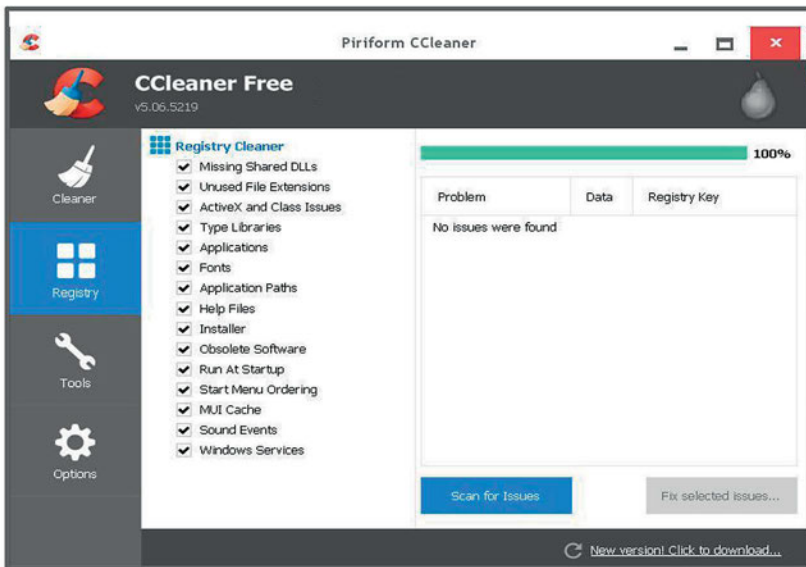 Piriform CCleaner
CCleaner Free
v5.06.5219
Cleaner
Registry
Tools
Options
Registry Cleaner
Missing Shared DLLs
Unused File Extensions
ActiveX and Class Issues
Type Libraries
Applications
Fonts
Application Paths
Help Files
Installer
Obsolete Software
Run At Startup
Start Menu Ordering
MUI Cache
Sound Events
Windows Services
100%
Problem Data Registry Key
No issues were found
Scan for Issues
Fix selected issues...
New version! Click to download...